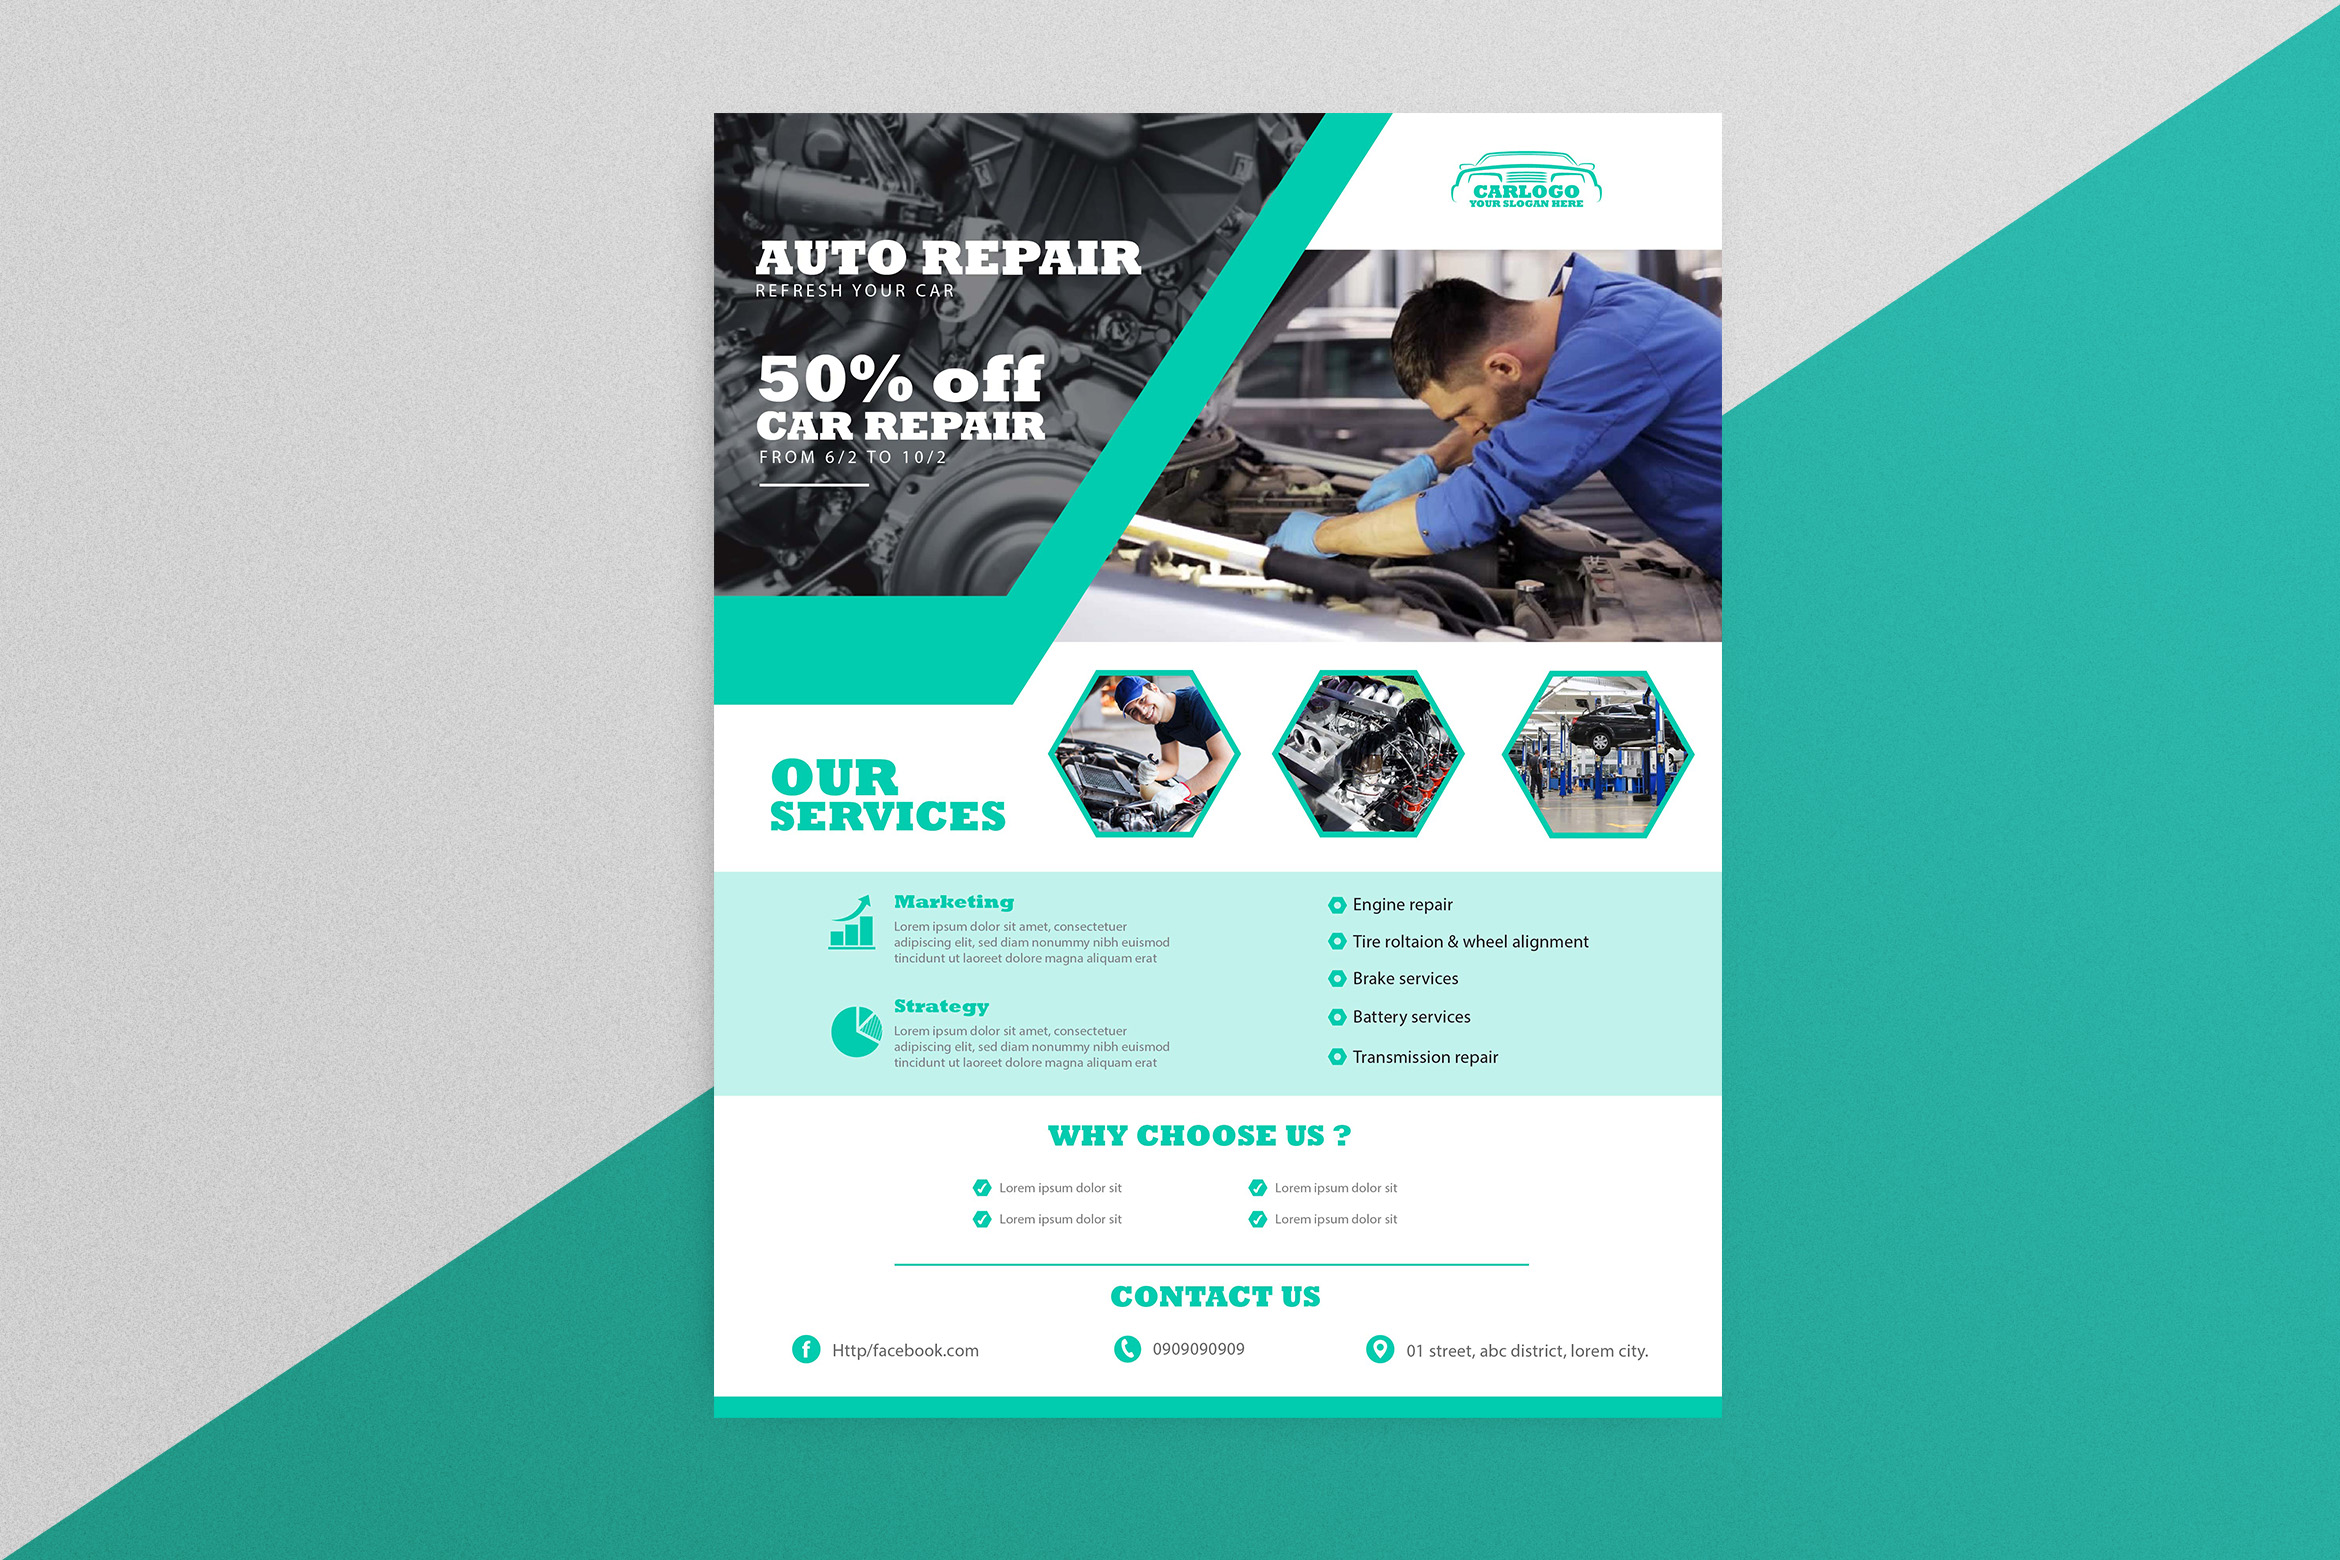 CARLOGO
YOUR SLOGAN HERE
AUTO REPAIR
REFRESH YOUR CAR
50% off
CAR REPAIR
FROM 6/2 TO 10/2
OUR
SERVICES
Marketing
Lorem ipsum dolor sit amet, consectetuer
adipiscing elit, sed diam nonummy nibh euismod
tincidunt ut laoreet dolore magna aliquam erat
Strategy
Lorem ipsum dolor sit amet, consectetuer
adipiscing elit, sed diam nonummy nibh euismod
tincidunt ut laoreet dolore magna aliquam erat
Engine repair
Tire roltaion & wheel alignment
Brake services
Battery services
Transmission repair
WHY CHOOSE US ?
Lorem ipsum dolor sit
Lorem ipsum dolor sit
Lorem ipsum dolor sit
Lorem ipsum dolor sit
CONTACT US
f
Http/facebook.com
0909090909
01 street, abc district, lorem city.